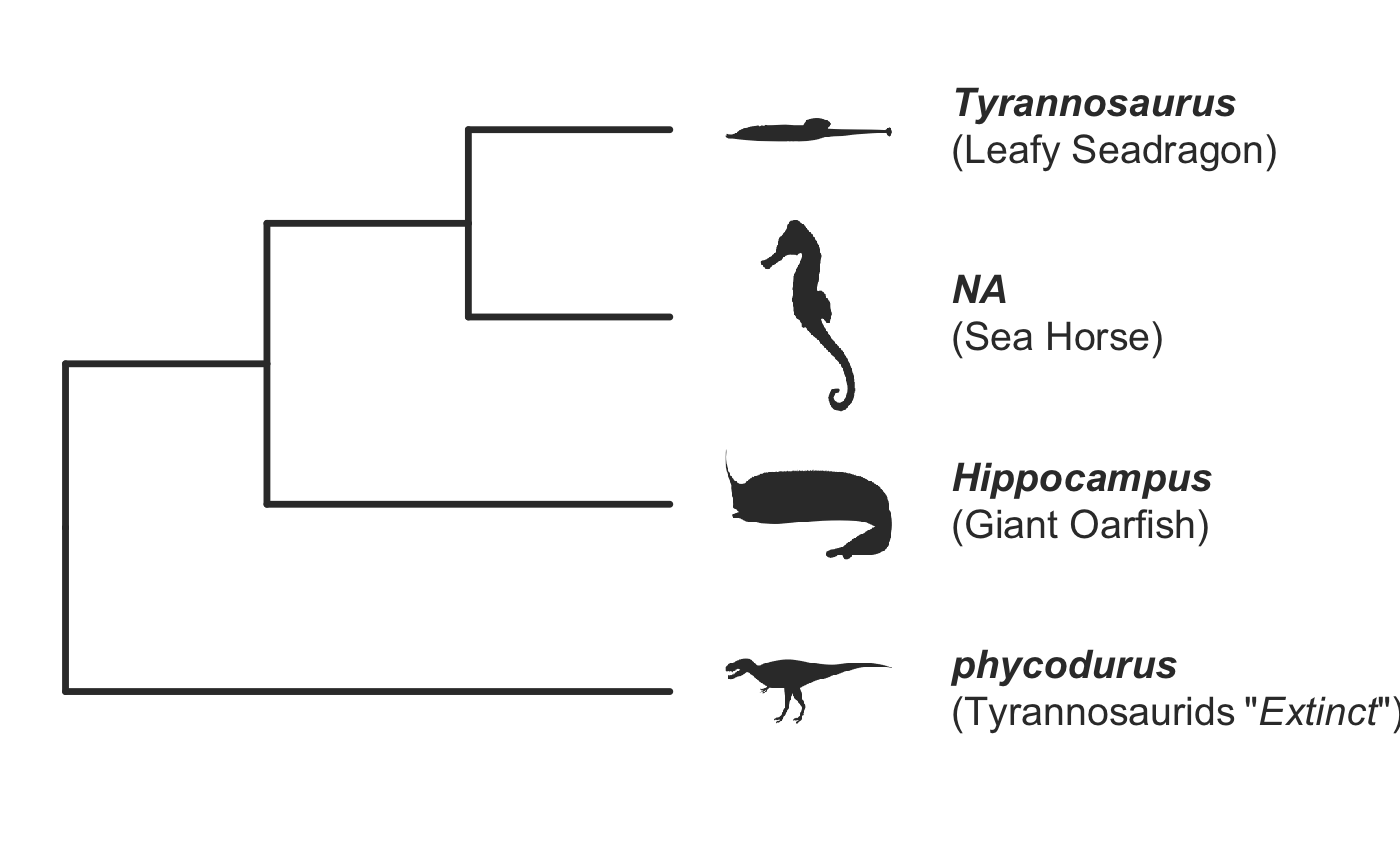 Tyrannosaurus
(Leafy Seadragon)
NA
(Sea Horse)
Hippocampus
(Giant Oarfish)
phycodurus
(Tyrannosaurids "Extinct")